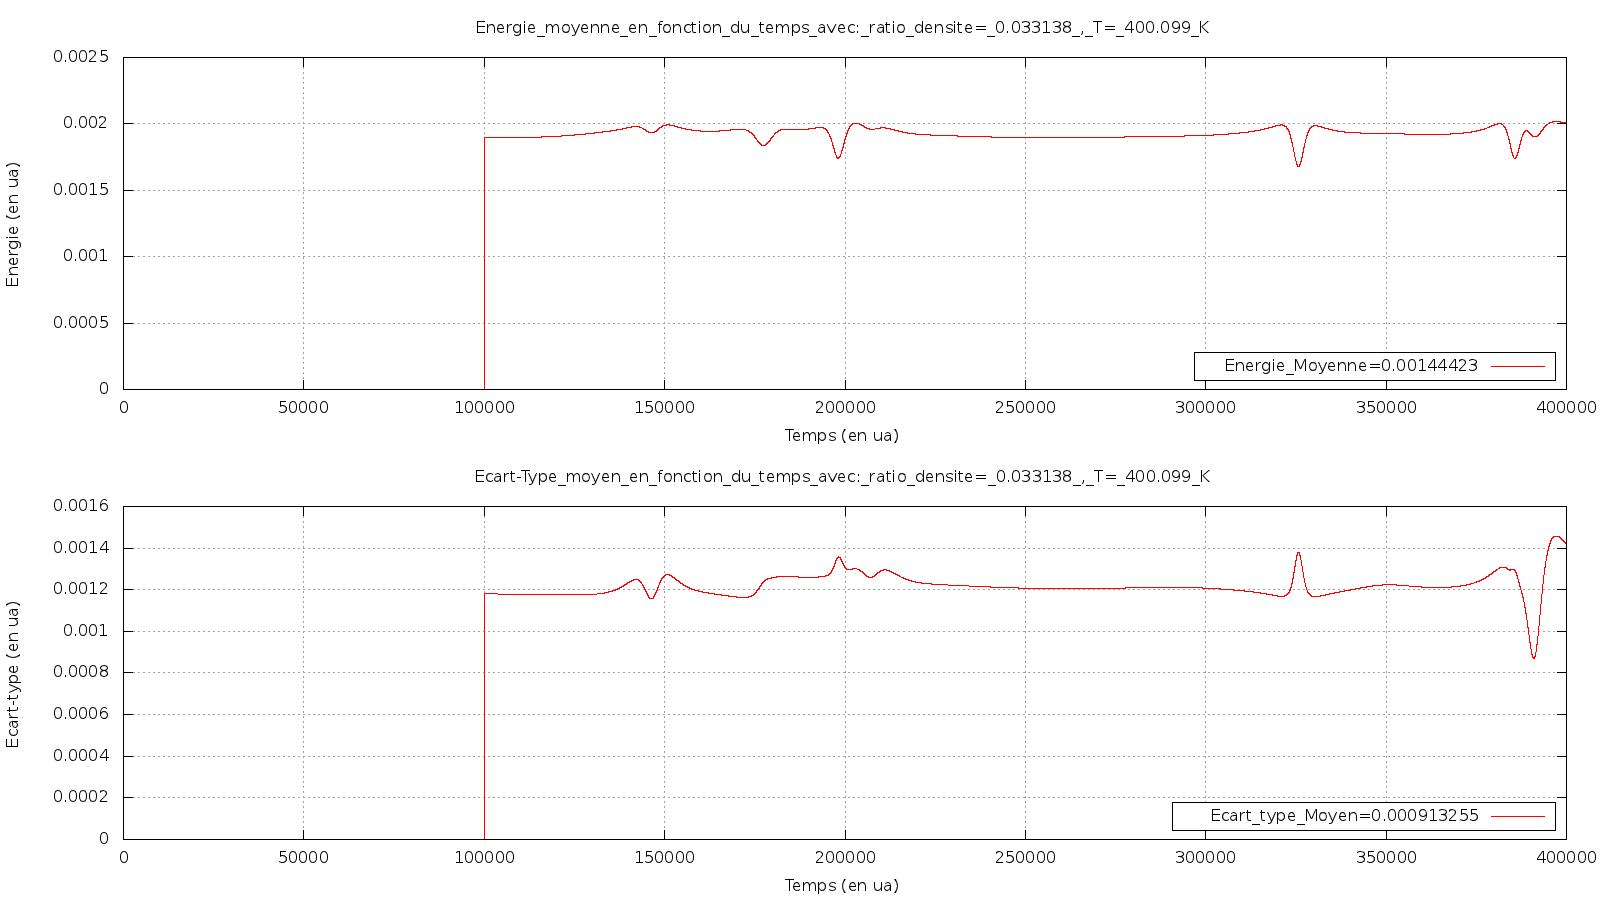 Energie_moyenne_en_fonction_du_temps_avec:_ratio_densite=_0.033138_,_T=_400.099_K
0.0025
0.002
0.0015
0.001
0.0005
0
Energie (en ua)
Energie_Moyenne=0.00144423
0 50000 100000 150000 200000 250000 300000 350000 400000
Temps (en ua)
Ecart-Type_moyen_en_fonction_du_temps_avec:_ratio_densite=_0.033138_,_T=_400.099_K
0.0016
0.0014
0.0012
0.001
0.0008
0.0006
0.0004
0.0002
0
Ecart-type (en ua)
Ecart_type_Moyen=0.000913255
0 50000 100000 150000 200000 250000 300000 350000 400000
Temps (en ua)